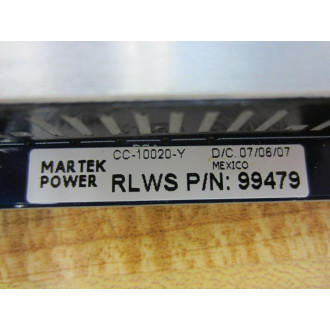 CC-10020-Y D/C. 07/06/07
MEXICO
MARTEK
POWER
RLWS P/N: 99479